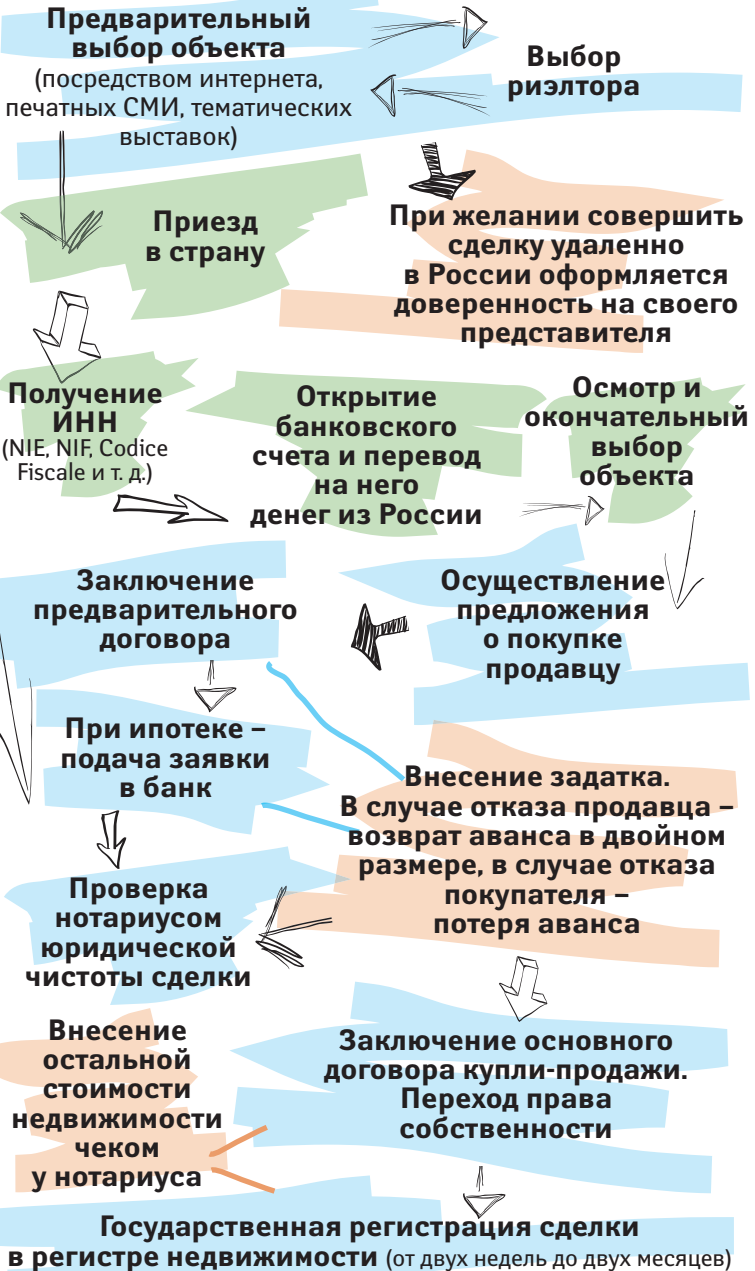 Предварительный
выбор объекта
(посредством интернета,
печатных СМИ, тематических
выставок)
Выбор
риэлтора
Приезд
в страну
При желании совершить
сделку удаленно
в России оформляется
доверенность на своего
представителя
Получение
ИНН
(NIE, NIF, Codice
Fiscale и т. д.)
Открытие
банковского
счета и перевод
на него
денег из России
Осмотр и
окончательный
выбор
объекта
Заключение
предварительного
договора
Осуществление
предложения
о покупке
продавцу
При ипотеке –
подача заявки
в банк
Внесение задатка.
В случае отказа продавца –
возврат аванса в двойном
размере, в случае отказа
покупателя –
потеря аванса
Проверка
нотариусом
юридической
чистоты сделки
Внесение
остальной
стоимости
недвижимости
чеком
у нотариуса
Заключение основного
договора купли-продажи.
Переход права
собственности
Государственная регистрация сделки
в регистре недвижимости (от двух недель до двух месяцев)